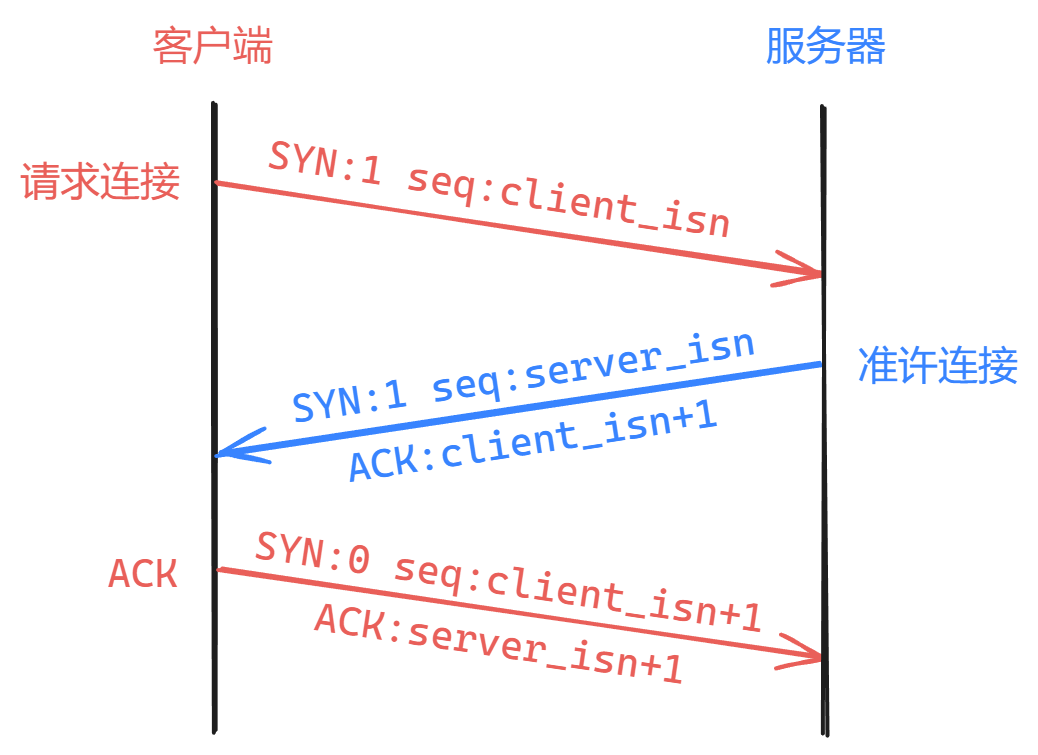 客户端
服务器
请求连接
SYN:1 seq:client_isn
SYN:1 seq:server_isn
准许连接
ACK:client_isn+1
ACK
SYN:0 seq:client_isn+1
ACK:server_isn+1